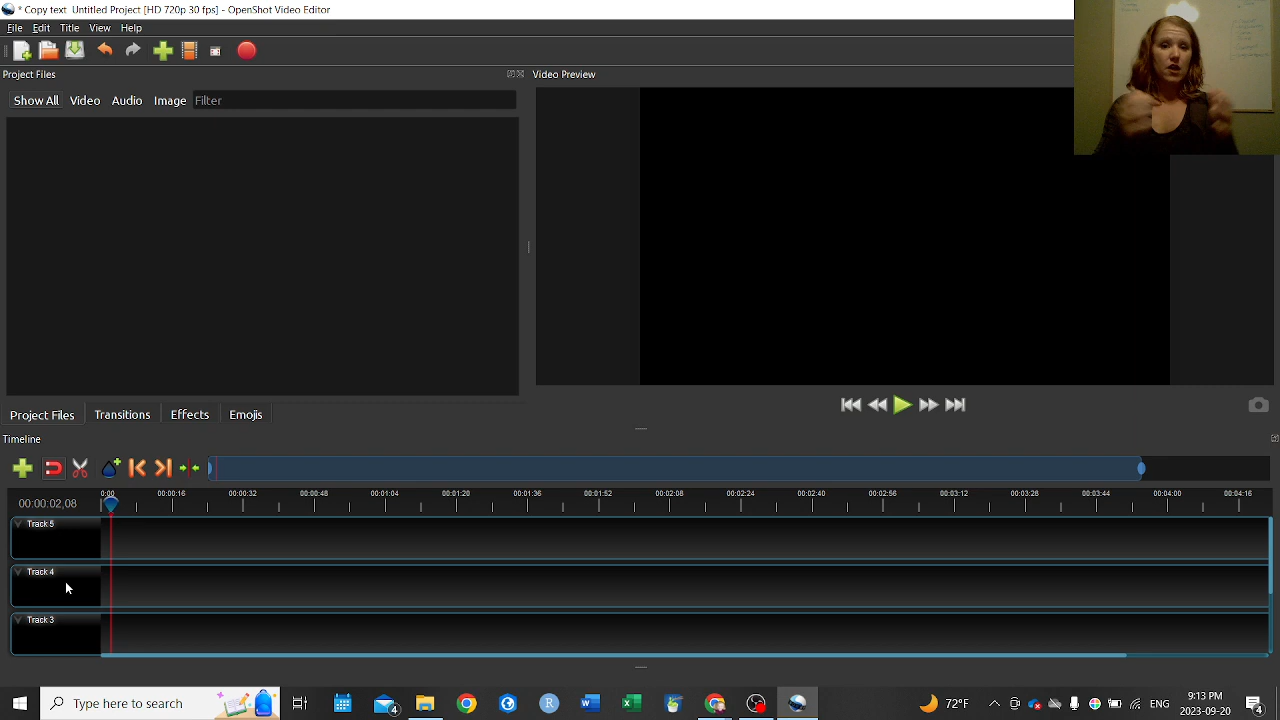 * Copy text Untitled Project [HD 720p 30 fps] - OpenShot Video Editor
File Edit Title View Help
Project Files
Video Preview
Show All Video Audio Image Filter
Project Files Transitions Effects Emojis
Timeline
00:00:02,08
0:00 00:00:16 00:00:32 00:00:48 00:01:04 00:01:20 00:01:36 00:01:52 00:02:08 00:02:24 00:02:40 00:02:56 00:03:12 00:03:28 00:03:44 00:04:00 00:04:16
Track 5
Track 4
Track 3
Type here to search
4
R
72°F
ENG
9:13 PM
2023-09-20
4